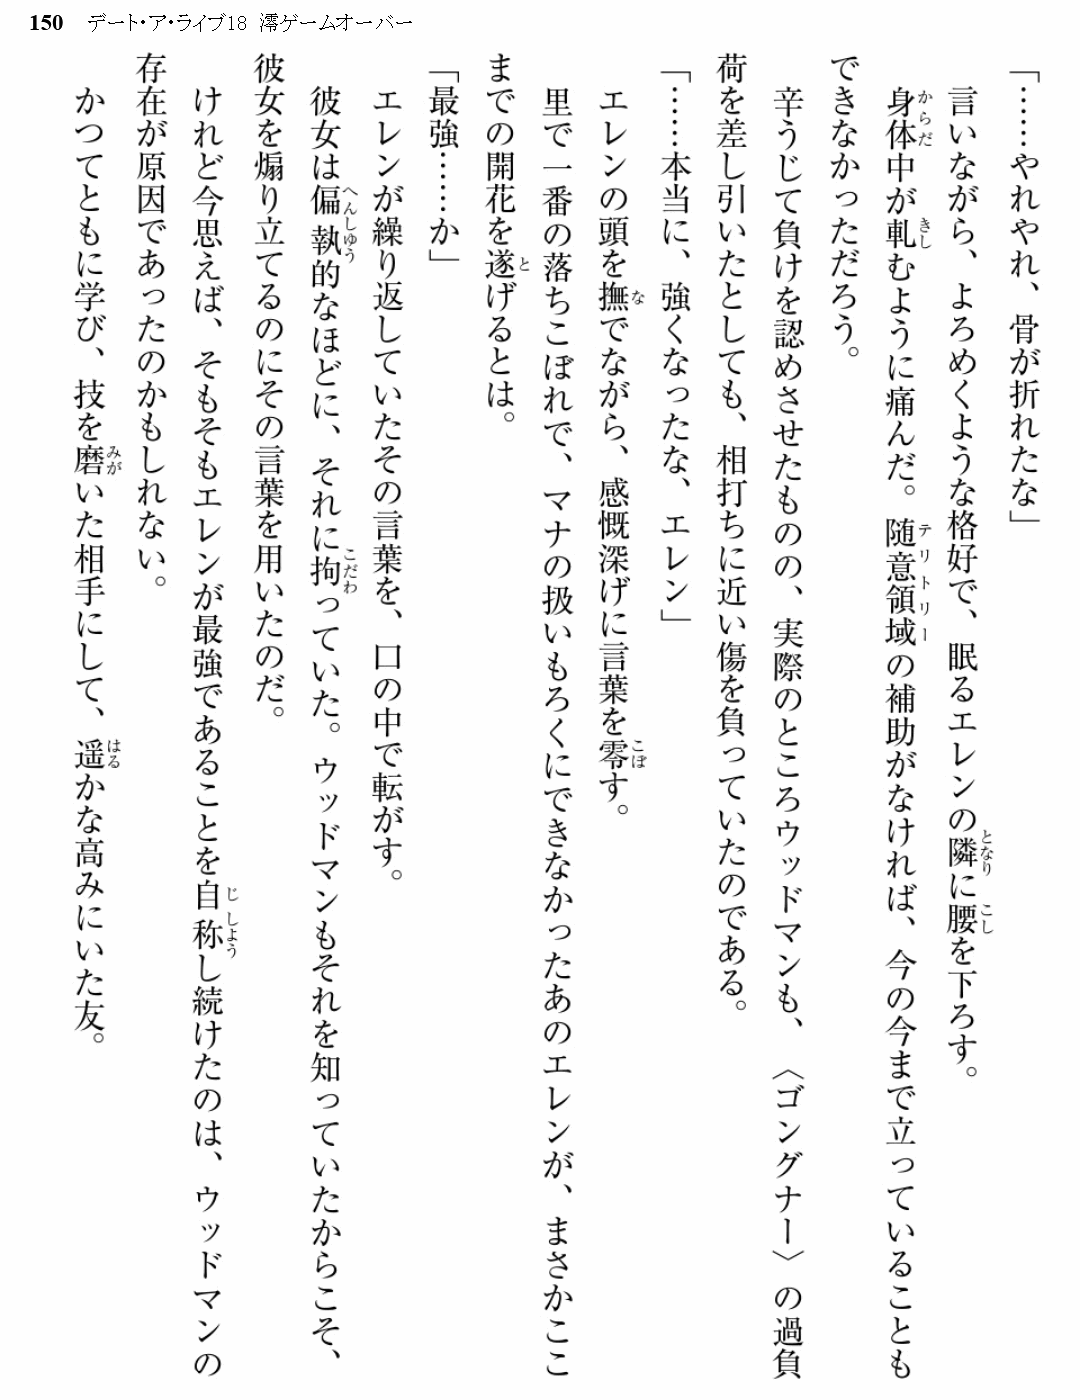 150 デート・ア・ライブ18 澪ゲームオーバー
「……やれやれ、骨が折れたな」
言いながら、よろめくような格好で、眠るエレンの隣に腰を下ろす。
身体中が軋むように痛んだ。随意領域の補助がなければ、今の今まで立っていることも
できなかっただろう。
辛うじて負けを認めさせたものの、実際のところウッドマンも、〈ゴングナー〉の過負
荷を差し引いたとしても、相打ちに近い傷を負っていたのである。
「……本当に、強くなったな、エレン」
エレンの頭を撫でながら、感慨深げに言葉を零す。
里で一番の落ちこぼれで、マナの扱いもろくにできなかったあのエレンが、まさかここ
までの開花を遂げるとは。
「最強……か」
エレンが繰り返していたその言葉を、口の中で転がす。
彼女は偏執的なほどに、それに拘っていた。ウッドマンもそれを知っていたからこそ、
彼女を煽り立てるのにその言葉を用いたのだ。
けれど今思えば、そもそもエレンが最強であることを自称し続けたのは、ウッドマンの
存在が原因であったのかもしれない。
かつてともに学び、技を磨いた相手にして、遥かな高みにいた友。